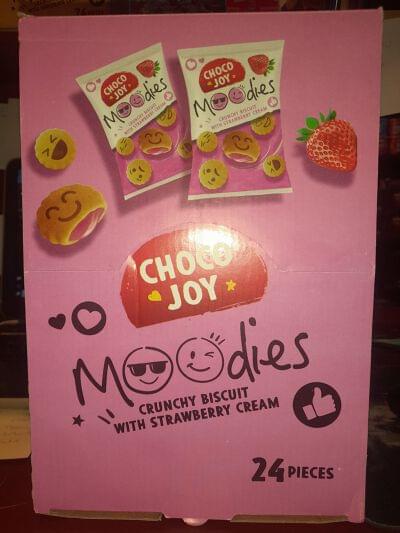 CHOCO
JOY
Moodies
CRUNCHY BISCUIT
WITH STRAWBERRY CREAM
CHOCO
JOY
Moodies
CRUNCHY BISCUIT
WITH STRAWBERRY CREAM
CHOCO
JOY
Moodies
CRUNCHY BISCUIT
WITH STRAWBERRY CREAM
24 PIECES